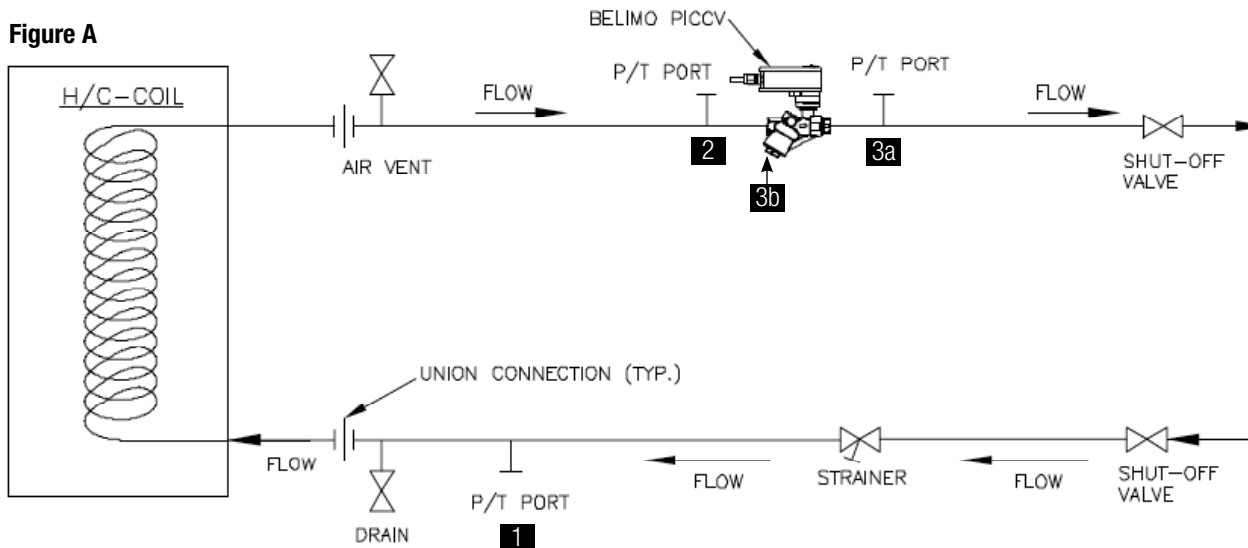 Figure A
BELIMO PICCV
H/C-COIL
P/T PORT
P/T PORT
FLOW
FLOW
2
3a
AIR VENT
SHUT-OFF
VALVE
3b
UNION CONNECTION (TYP.)
FLOW
FLOW
STRAINER
FLOW
SHUT-OFF
VALVE
P/T PORT
DRAIN
1